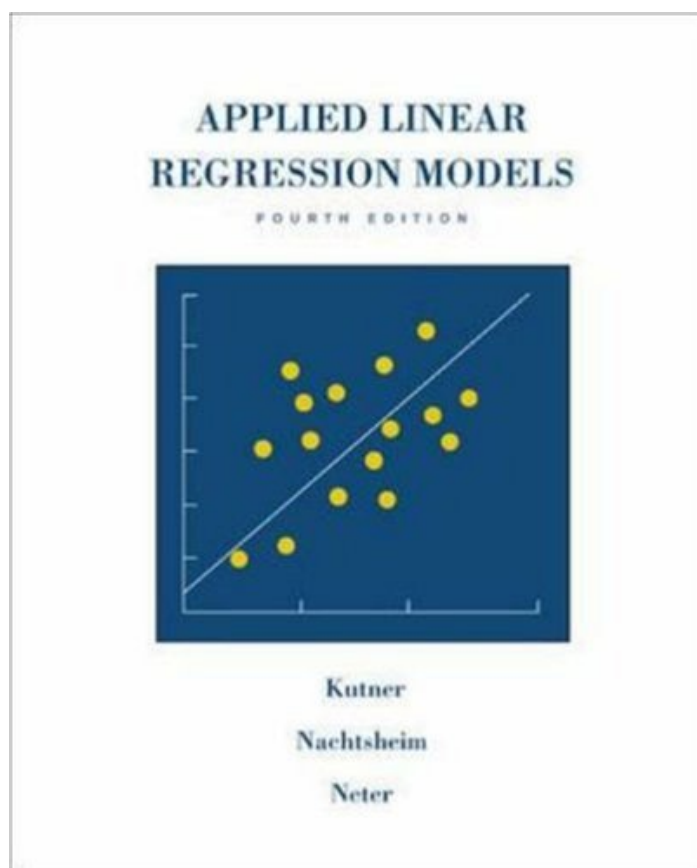 APPLIED LINEAR
REGRESSION MODELS
FOURTH EDITION
Kutner
Nachtsheim
Neter